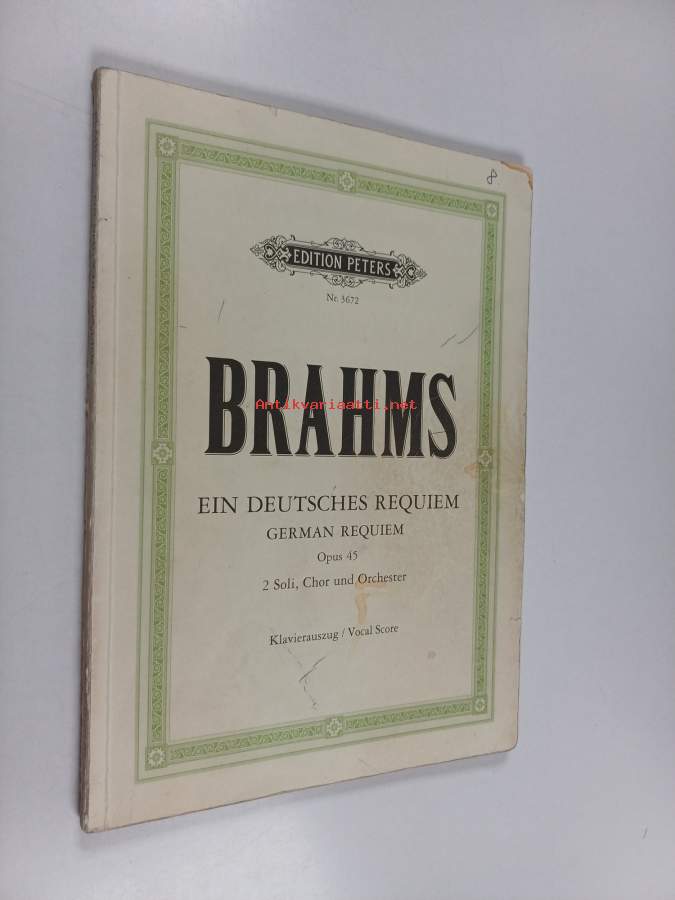 8
EDITION PETERS
Nr. 3672
BRAHMS
Antikvariaatti.net
EIN DEUTSCHES REQUIEM
GERMAN REQUIEM
Opus 45
2 Soli, Chor und Orchester
Klavierauszug / Vocal Score